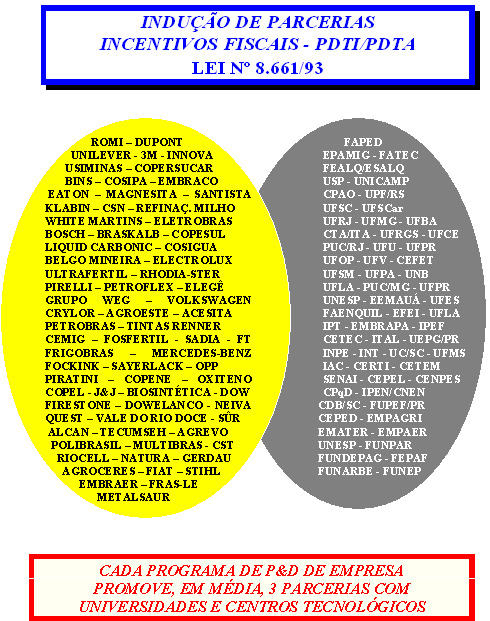 INDUÇÃO DE PARCERIAS
INCENTIVOS FISCAIS - PDTI/PDTA
LEI Nº 8.661/93
ROMI – DUPONT
UNILEVER - 3M - INNOVA
USIMINAS – COPERSUCAR
BINS – COSIPA – EMBRACO
EATON – MAGNESITA – SANTISTA
KLABIN – CSN – REFINAÇ. MILHO
WHITE MARTINS – ELETROBRAS
BOSCH – BRASKALB – COPESUL
LIQUID CARBONIC – COSIGUA
BELGO MINEIRA – ELECTROLUX
ULTRAFERTIL – RHODIA-STER
PIRELLI – PETROFLEX – ELEGÊ
GRUPO WEG – VOLKSWAGEN
CRYLOR – AGROESTE – ACESITA
PETROBRAS – TINTAS RENNER
CEMIG – FOSFERTIL - SADIA - FT
FRIGOBRAS – MERCEDES-BENZ
FOCKINK – SAYERLACK – OPP
PIRATINI – COPENE – OXITENO
COPEL - J&J – BIOSINTÉTICA - DOW
FIRESTONE – DOWELANCO - NEIVA
QUEST – VALE DO RIO DOCE - SÜR
ALCAN – TECUMSEH – AGREVO
POLIBRASIL – MULTIBRAS - CST
RIOCELL – NATURA – GERDAU
AGROCERES – FIAT – STIHL
EMBRAER – FRAS-LE
METALSAUR
FAPED
EPAMIG - FATEC
FEALQ/ESALQ
USP - UNICAMP
CPAO - UPF/RS
UFSC - UFSCar
UFRJ - UFMG - UFBA
CTA/ITA - UFRGS - UFCE
PUC/RJ - UFU - UFPR
UFOP - UFV - CEFET
UFSM - UFPA - UNB
UFLA - PUC/MG - UFPR
UNESP - EEMAUÁ - UFES
FAENQUIL - EFEI - UFLA
IPT - EMBRAPA - IPEF
CETEC - ITAL - UEPG/PR
INPE - INT - UC/SC - UFMS
IAC - CERTI - CETEM
SENAI - CEPEL - CENPES
CPqD - IPEN/CNEN
CDB/SC - FUPEF/PR
CEPED - EMPAGRI
EMATER - EMPAER
UNESP - FUNPAR
FUNDEPAG - FEPAF
FUNARBE - FUNEP
CADA PROGRAMA DE P&D DE EMPRESA
PROMOVE, EM MÉDIA, 3 PARCERIAS COM
UNIVERSIDADES E CENTROS TECNOLÓGICOS